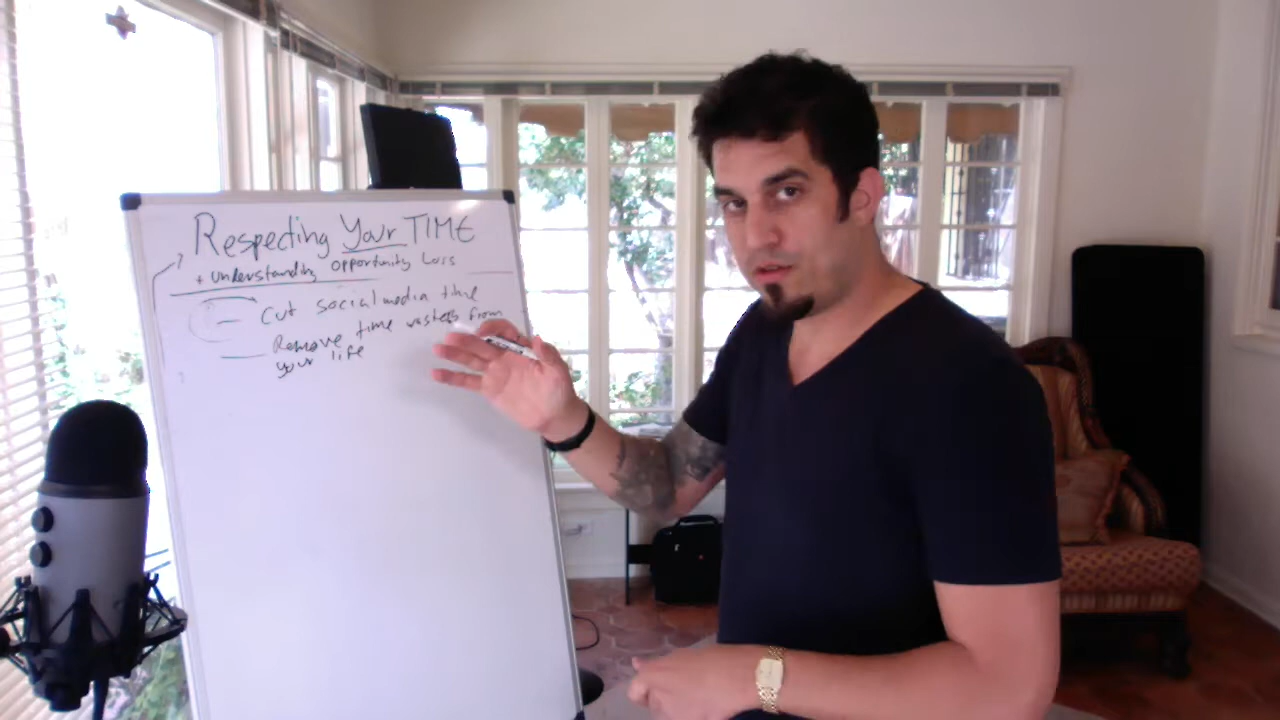 Respecting Your TIME
+ Understanding Opportunity Loss
— Cut social media time
— Remove time wasters from
your life